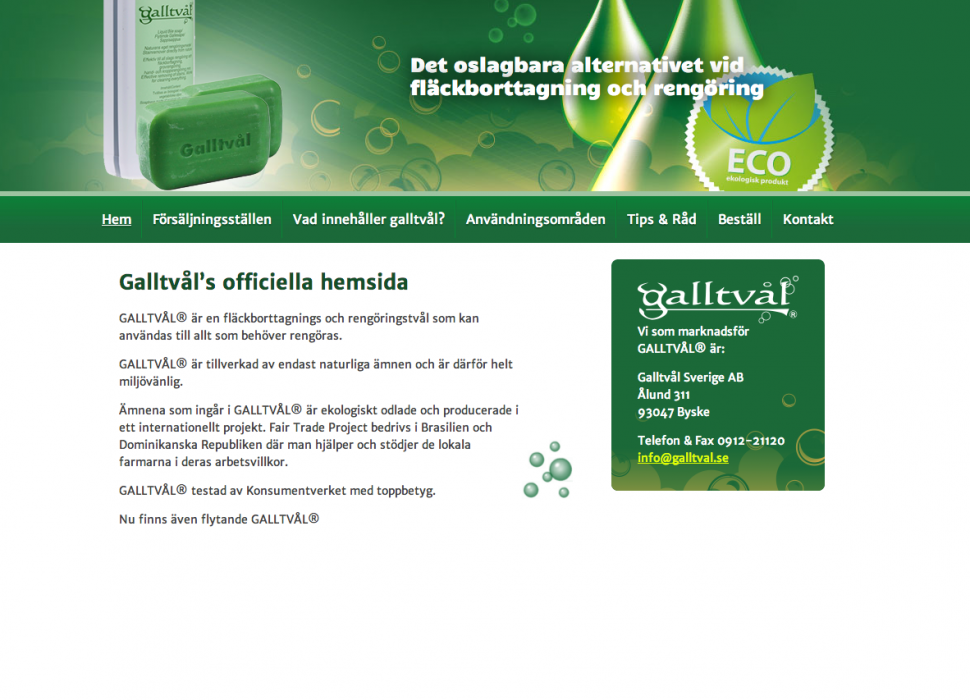 galltvål
Det oslagbara alternativet vid
fläckborttagning och rengöring
Galltvål
ECO
ekologisk produkt
Hem Försäljningsställen Vad innehåller galltvål? Användningsområden Tips & Råd Beställ Kontakt
Galltvål's officiella hemsida
GALLTVÅL® är en fläckborttagnings och rengöringstvål som kan
användas till allt som behöver rengöras.
GALLTVÅL® är tillverkad av endast naturliga ämnen och är därför helt
miljövänlig.
Ämnena som ingår i GALLTVÅL® är ekologiskt odlade och producerade i
ett internationellt projekt. Fair Trade Project bedrivs i Brasilien och
Dominikanska Republiken där man hjälper och stödjer de lokala
farmarna i deras arbetsvillkor.
GALLTVÅL® testad av Konsumentverket med toppbetyg.
Nu finns även flytande GALLTVÅL®
galltvål®
Vi som marknadsför
GALLTVÅL® är:
Galltvål Sverige AB
Ålund 311
93047 Byske
Telefon & Fax 0912-21120
info@galltval.se